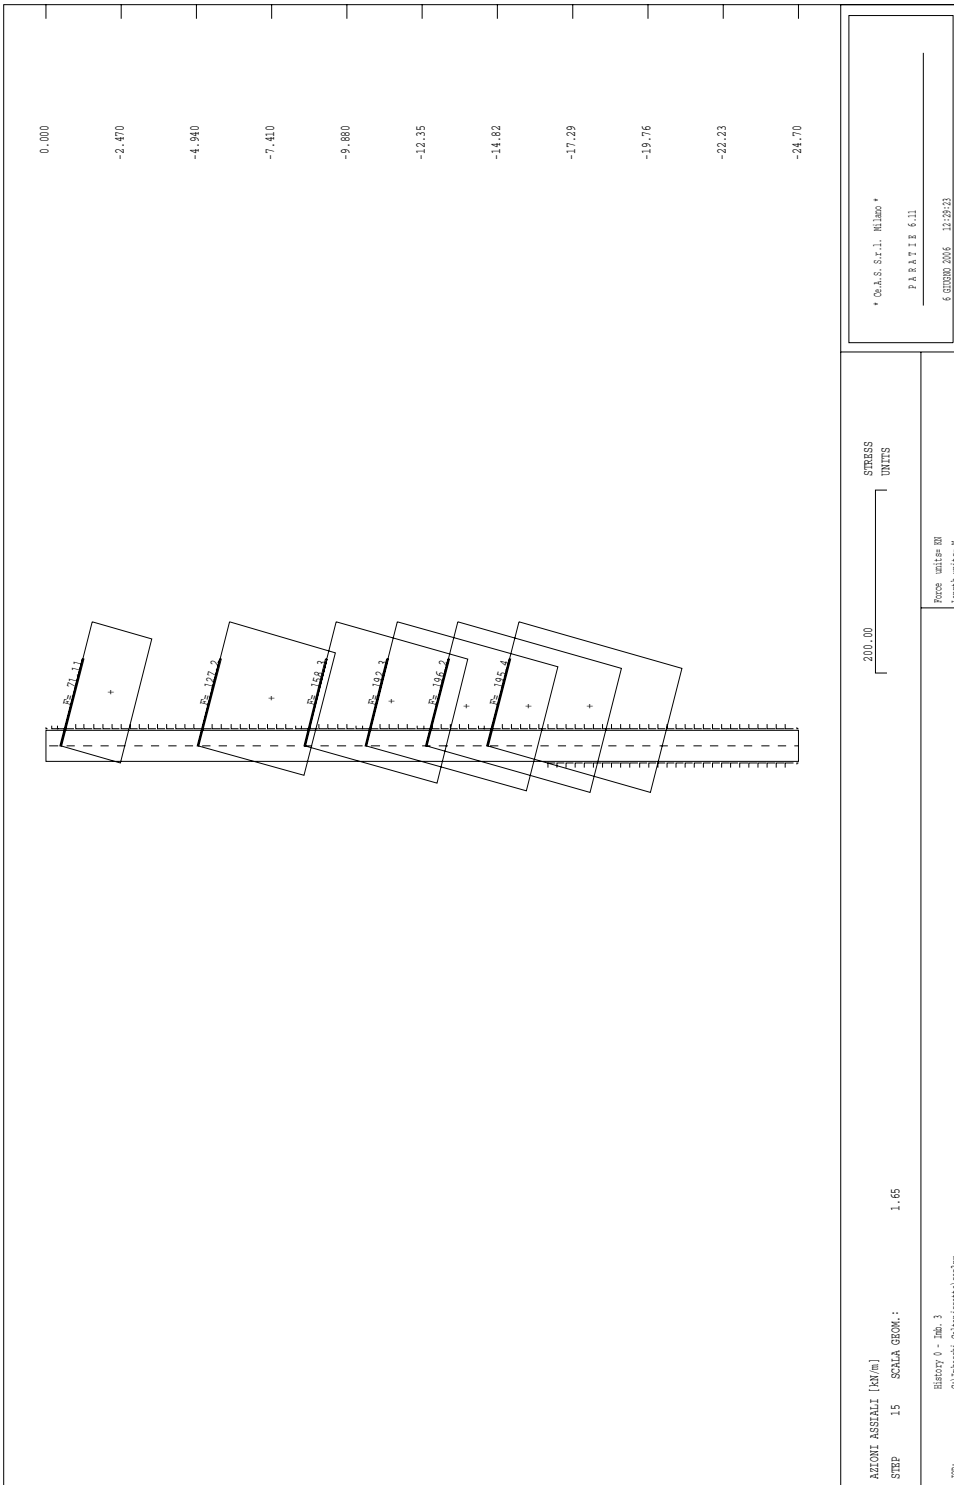 0.000
-2.470
-4.940
-7.410
-9.880
-12.35
-14.82
-17.29
-19.76
-22.23
-24.70
F= 71.11
F= 127.2
F= 158.3
F= 192.3
F= 196.2
F= 195.4
* Ce.A.S. S.r.l. Milano *
P A R A T I E 6.11
6 GIUGNO 2006 12:29:23
200.00
STRESS
UNITS
Force units= KN
AZIONI ASSIALI [kN/m]
STEP 15 SCALA GEOM.: 1.65
History 0 - Imb. 3